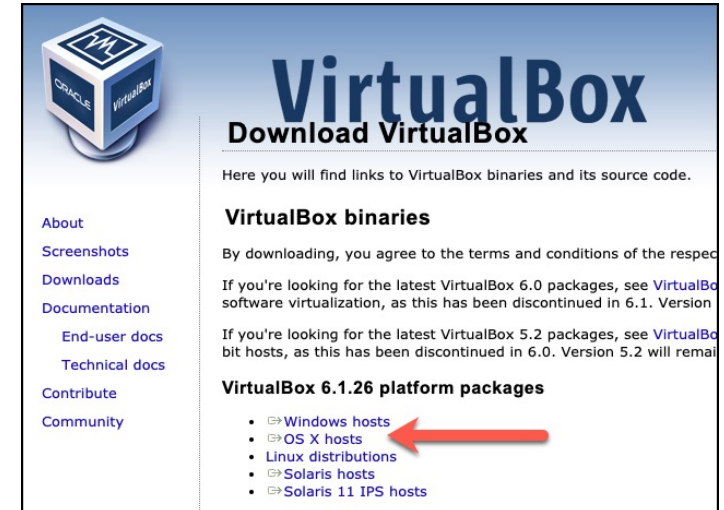 ORACLE
VirtualBox
VirtualBox
Download VirtualBox
Here you will find links to VirtualBox binaries and its source code.
About
Screenshots
Downloads
Documentation
End-user docs
Technical docs
Contribute
Community
VirtualBox binaries
By downloading, you agree to the terms and conditions of the respec
If you're looking for the latest VirtualBox 6.0 packages, see VirtualBo
software virtualization, as this has been discontinued in 6.1. Version
If you're looking for the latest VirtualBox 5.2 packages, see VirtualBo
bit hosts, as this has been discontinued in 6.0. Version 5.2 will remai
VirtualBox 6.1.26 platform packages
• Windows hosts
• OS X hosts
• Linux distributions
• Solaris hosts
• Solaris 11 IPS hosts